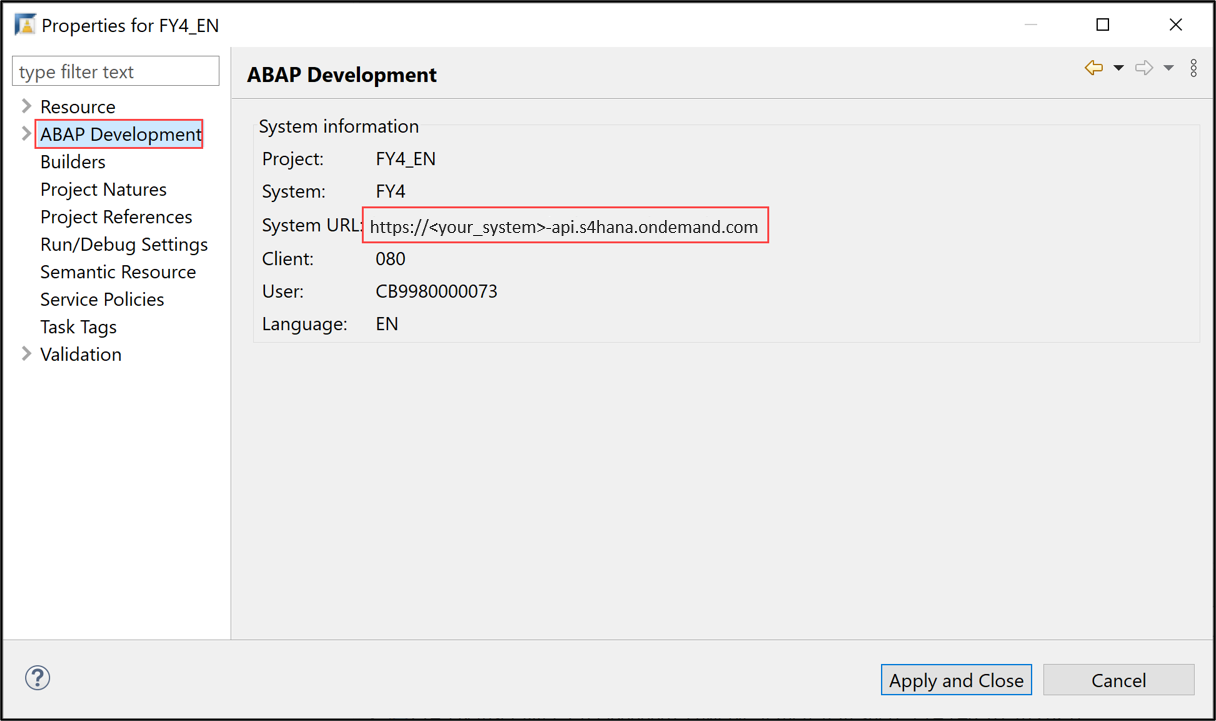 Properties for FY4_EN
type filter text
Resource
ABAP Development
Builders
Project Natures
Project References
Run/Debug Settings
Semantic Resource
Service Policies
Task Tags
Validation
ABAP Development
System information
Project: FY4_EN
System: FY4
System URL: https://<your_system>-api.s4hana.ondemand.com
Client: 080
User: CB9980000073
Language: EN
?
Apply and Close
Cancel